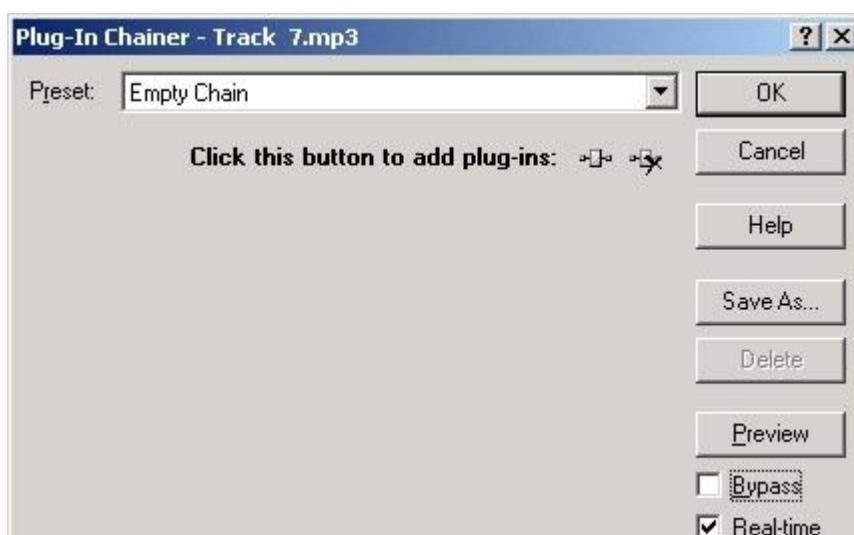 Plug-In Chainer - Track 7.mp3
Preset: Empty Chain
OK
Click this button to add plug-ins:
Cancel
Help
Save As...
Delete
Preview
Bypass
Real-time